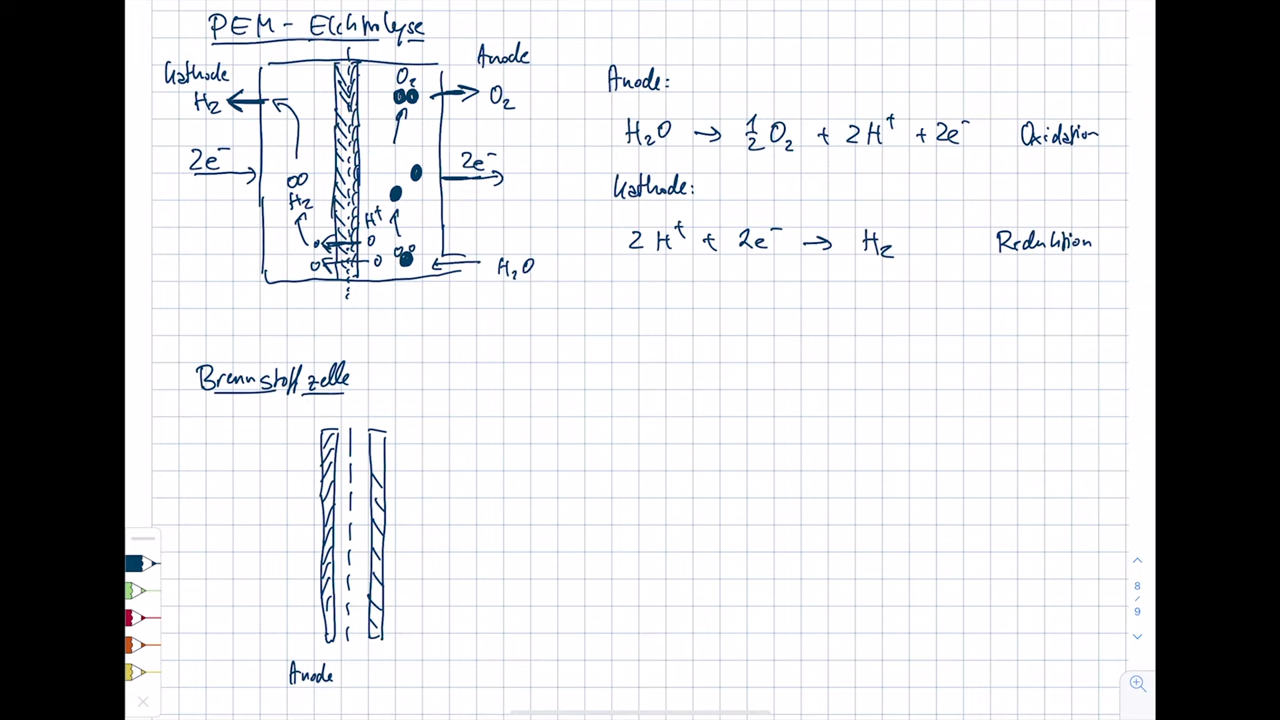 PEM - Elektrolyse
Kathode
Anode
H₂
O₂
O₂
2e⁻
2e⁻
H₂
H⁺
H₂O
Anode:
H₂O → ½ O₂ + 2H⁺ + 2e⁻ Oxidation
Kathode:
2 H⁺ + 2e⁻ → H₂ Reduktion
Brennstoffzelle
Anode
8
/
9